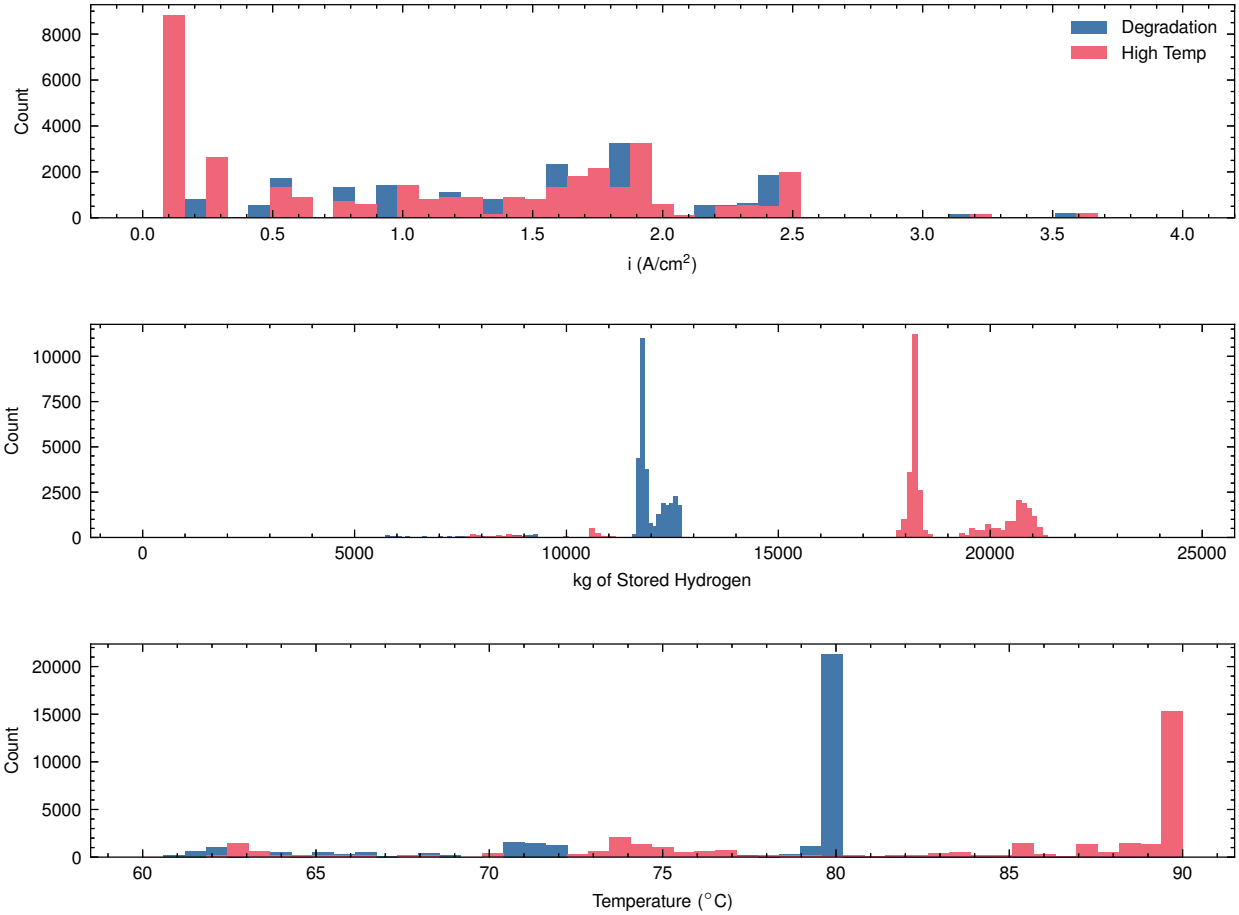 8000
6000
4000
2000
0
Count
Degradation
High Temp
0.0 0.5 1.0 1.5 2.0 2.5 3.0 3.5 4.0
i (A/cm²)
10000
7500
5000
2500
0
Count
0 5000 10000 15000 20000 25000
kg of Stored Hydrogen
20000
15000
10000
5000
0
Count
60 65 70 75 80 85 90
Temperature (°C)